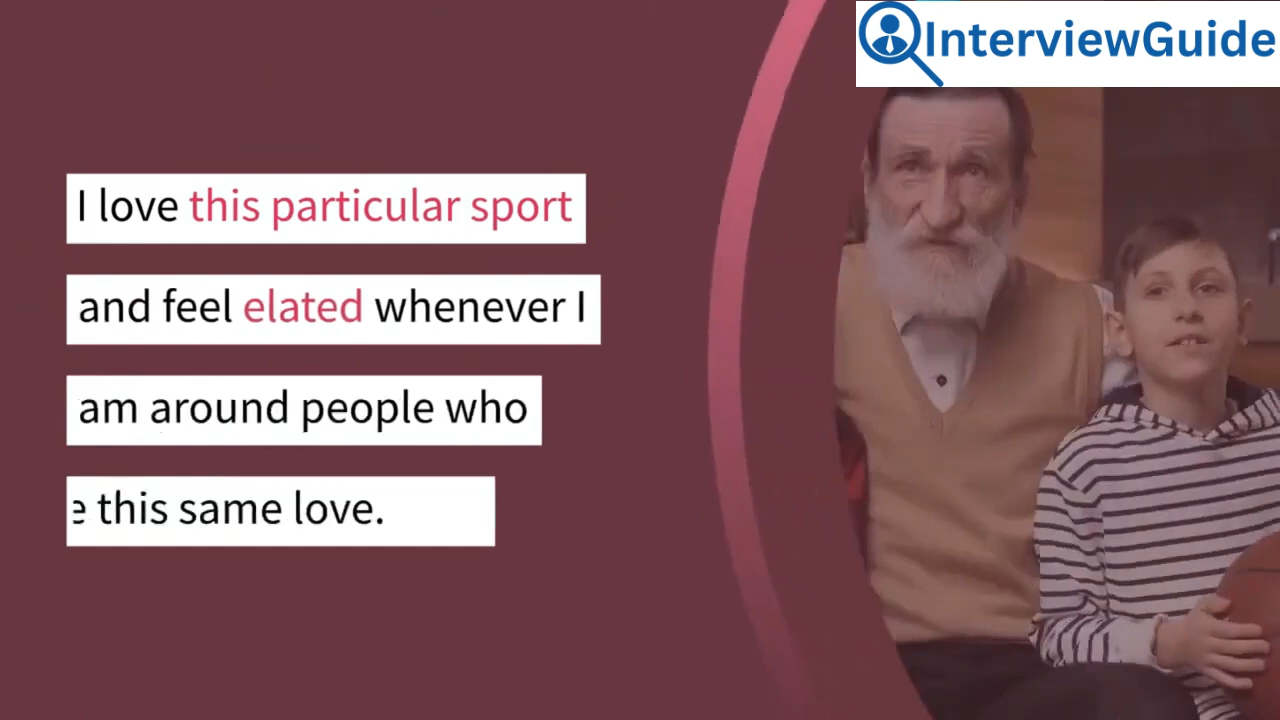 InterviewGuide
I love this particular sport
and feel elated whenever I
am around people who
e this same love.